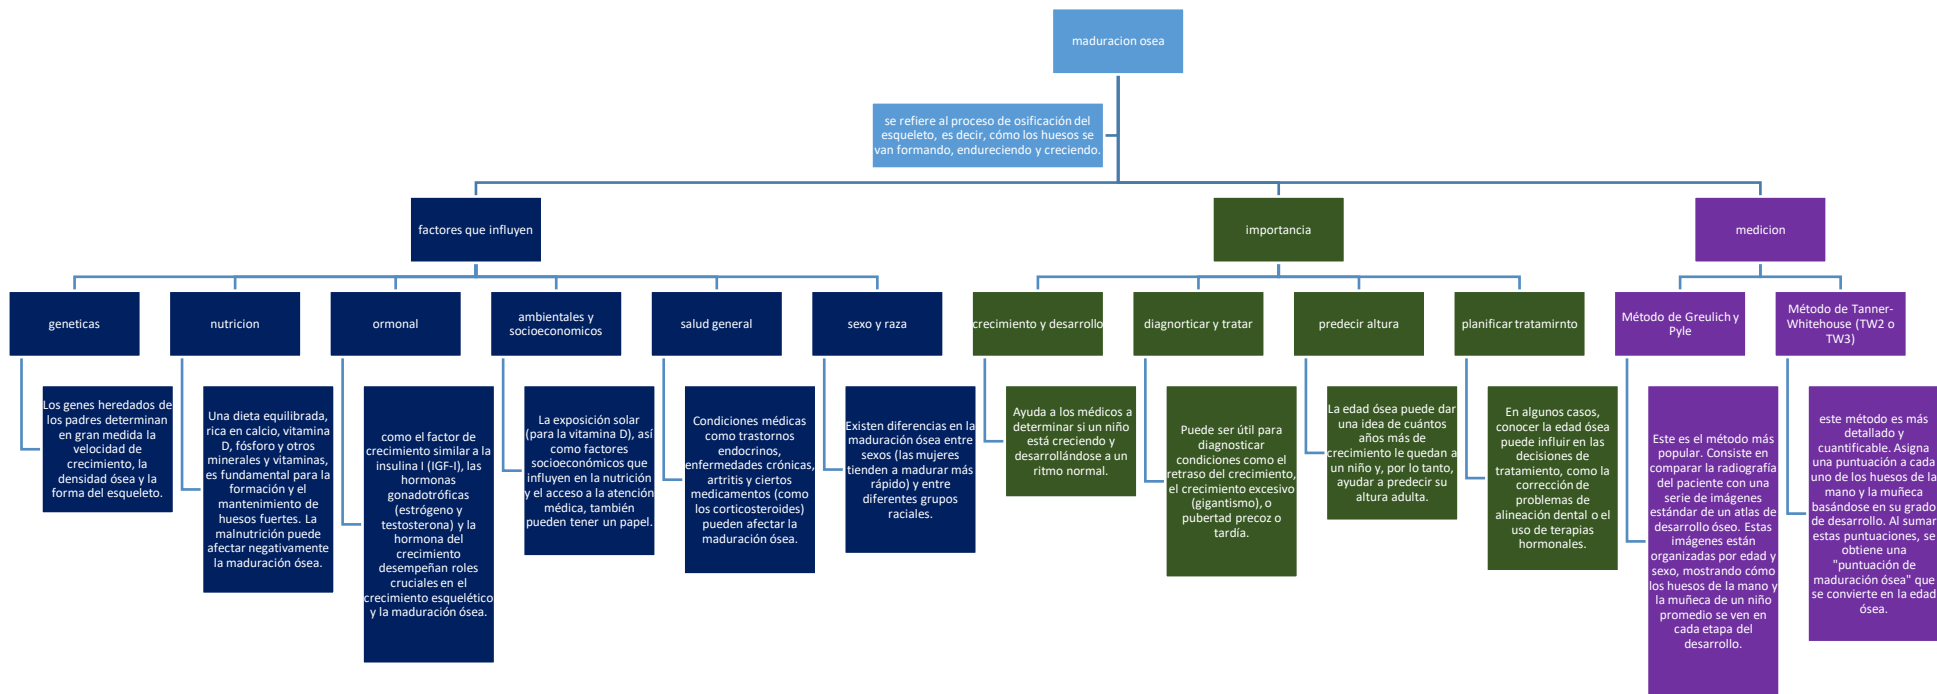 maduracion osea
se refiere al proceso de osificación del
esqueleto, es decir, cómo los huesos se
van formando, endureciendo y creciendo.
factores que influyen
importancia
medicion
geneticas
nutricion
ormonal
ambientales y
socioeconomicos
salud general
sexo y raza
crecimiento y desarrollo
diagnorticar y tratar
predecir altura
planificar tratamirnto
Método de Greulich y
Pyle
Método de Tanner-
Whitehouse (TW2 o
TW3)
Los genes heredados de
los padres determinan
en gran medida la
velocidad de
crecimiento, la
densidad ósea y la
forma del esqueleto.
Una dieta equilibrada,
rica en calcio, vitamina
D, fósforo y otros
minerales y vitaminas,
es fundamental para la
formación y el
mantenimiento de
huesos fuertes. La
malnutrición puede
afectar negativamente
la maduración ósea.
como el factor de
crecimiento similar a la
insulina I (IGF-I), las
hormonas
gonadotróficas
(estrógeno y
testosterona) y la
hormona del
crecimiento
desempeñan roles
cruciales en el
crecimiento esquelético
y la maduración ósea.
La exposición solar
(para la vitamina D), así
como factores
socioeconómicos que
influyen en la nutrición
y el acceso a la atención
médica, también
pueden tener un papel.
Condiciones médicas
como trastornos
endocrinos,
enfermedades crónicas,
artritis y ciertos
medicamentos (como
los corticosteroides)
pueden afectar la
maduración ósea.
Existen diferencias en la
maduración ósea entre
sexos (las mujeres
tienden a madurar más
rápido) y entre
diferentes grupos
raciales.
Ayuda a los médicos a
determinar si un niño
está creciendo y
desarrollándose a un
ritmo normal.
Puede ser útil para
diagnosticar
condiciones como el
retraso del crecimiento,
el crecimiento excesivo
(gigantismo), o
pubertad precoz o
tardía.
La edad ósea puede dar
una idea de cuántos
años más de
crecimiento le quedan a
un niño y, por lo tanto,
ayudar a predecir su
altura adulta.
En algunos casos,
conocer la edad ósea
puede influir en las
decisiones de
tratamiento, como la
corrección de
problemas de
alineación dental o el
uso de terapias
hormonales.
Este es el método más
popular. Consiste en
comparar la radiografía
del paciente con una
serie de imágenes
estándar de un atlas de
desarrollo óseo. Estas
imágenes están
organizadas por edad y
sexo, mostrando cómo
los huesos de la mano y
la muñeca de un niño
promedio se ven en
cada etapa del
desarrollo.
este método es más
detallado y
cuantificable. Asigna
una puntuación a cada
uno de los huesos de la
mano y la muñeca
basándose en su grado
de desarrollo. Al sumar
estas puntuaciones, se
obtiene una
"puntuación de
maduración ósea" que
se convierte en la edad
ósea.